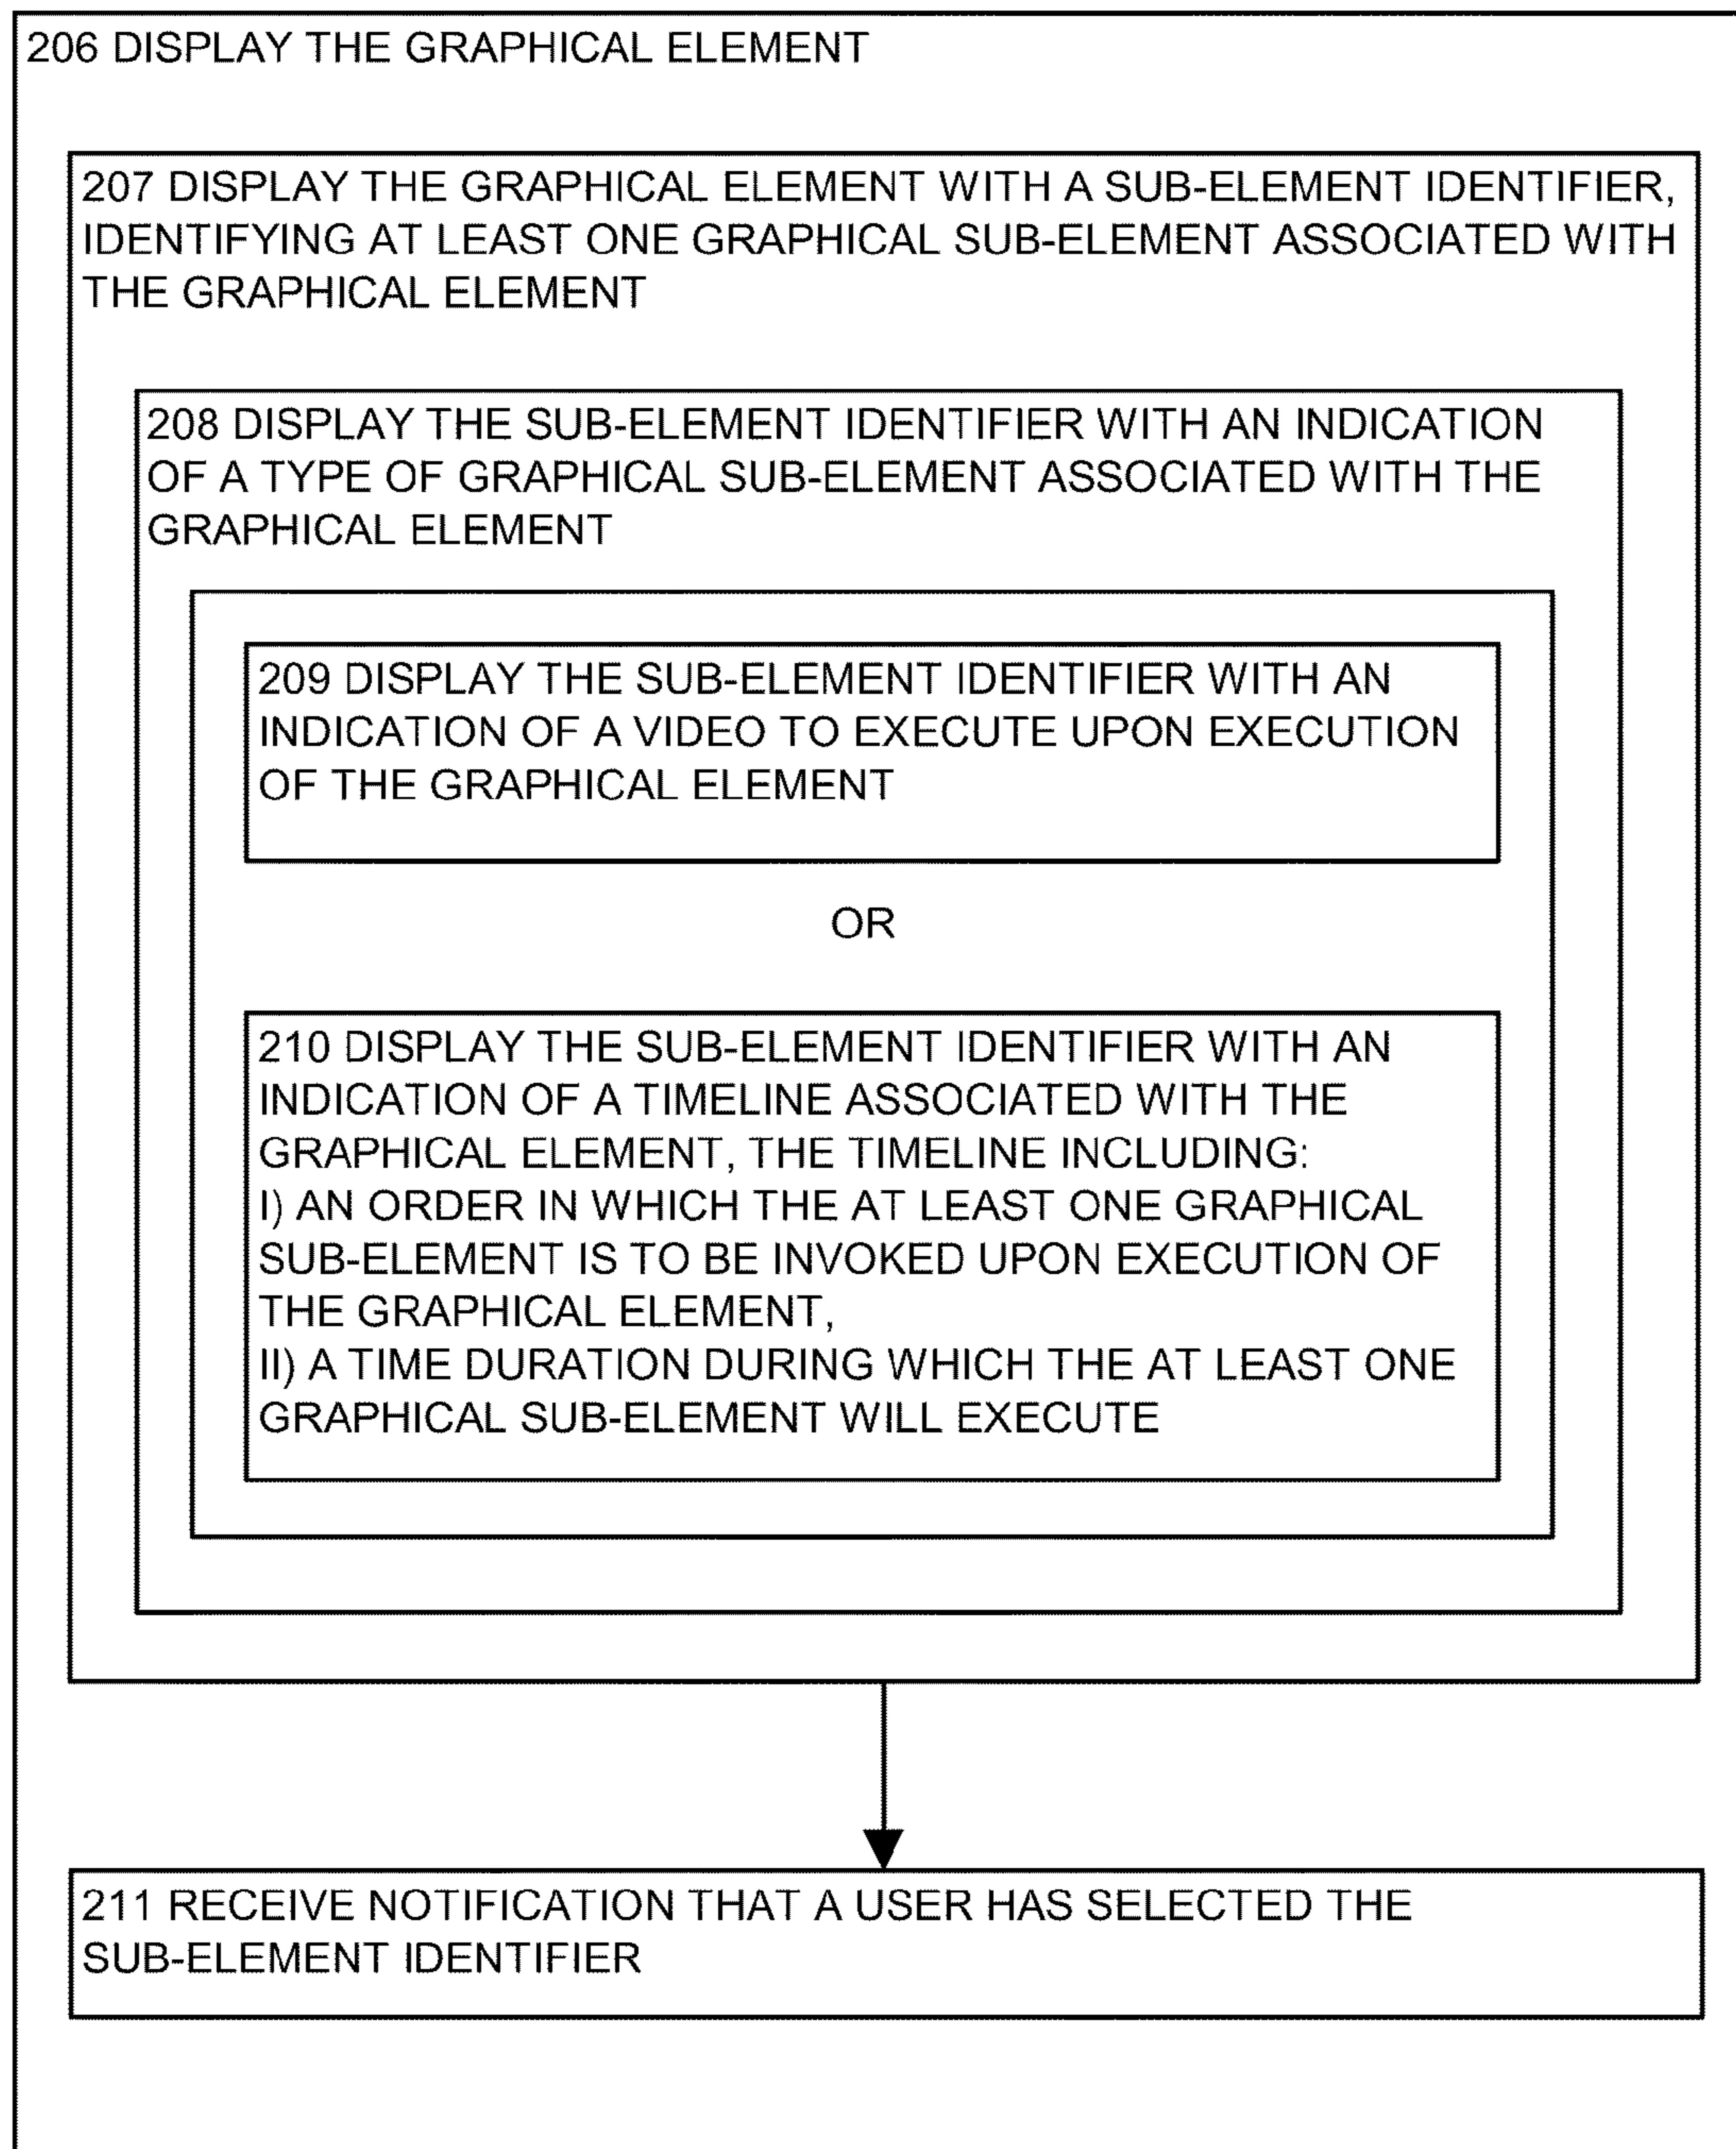 206 DISPLAY THE GRAPHICAL ELEMENT
207 DISPLAY THE GRAPHICAL ELEMENT WITH A SUB-ELEMENT IDENTIFIER,
IDENTIFYING AT LEAST ONE GRAPHICAL SUB-ELEMENT ASSOCIATED WITH
THE GRAPHICAL ELEMENT
208 DISPLAY THE SUB-ELEMENT IDENTIFIER WITH AN INDICATION
OF A TYPE OF GRAPHICAL SUB-ELEMENT ASSOCIATED WITH THE
GRAPHICAL ELEMENT
209 DISPLAY THE SUB-ELEMENT IDENTIFIER WITH AN
INDICATION OF A VIDEO TO EXECUTE UPON EXECUTION
OF THE GRAPHICAL ELEMENT
OR
210 DISPLAY THE SUB-ELEMENT IDENTIFIER WITH AN
INDICATION OF A TIMELINE ASSOCIATED WITH THE
GRAPHICAL ELEMENT, THE TIMELINE INCLUDING:
I) AN ORDER IN WHICH THE AT LEAST ONE GRAPHICAL
SUB-ELEMENT IS TO BE INVOKED UPON EXECUTION OF
THE GRAPHICAL ELEMENT,
II) A TIME DURATION DURING WHICH THE AT LEAST ONE
GRAPHICAL SUB-ELEMENT WILL EXECUTE
211 RECEIVE NOTIFICATION THAT A USER HAS SELECTED THE
SUB-ELEMENT IDENTIFIER